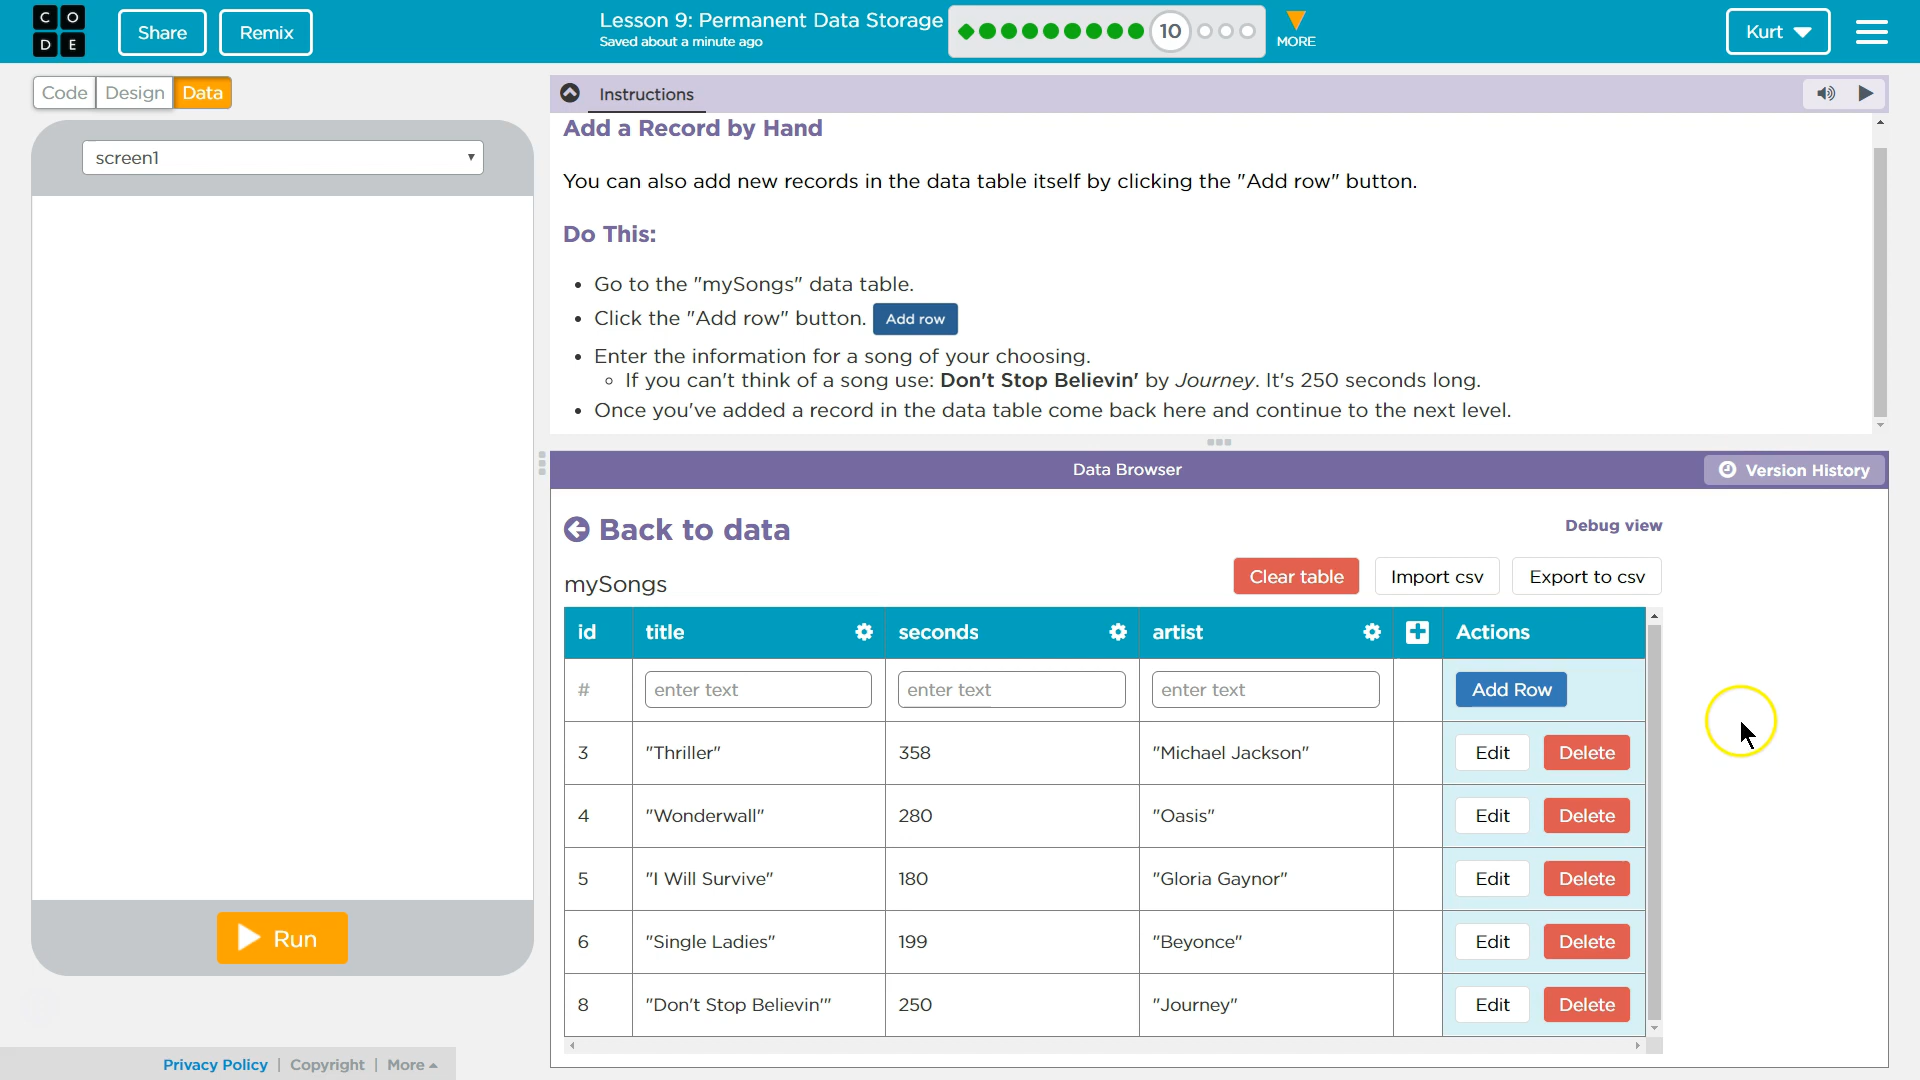 C O
D E
Share
Remix
Lesson 9: Permanent Data Storage
Saved about a minute ago
10
MORE
Kurt
Code
Design
Data
screen1
Run
Privacy Policy | Copyright | More
Instructions
Add a Record by Hand
You can also add new records in the data table itself by clicking the "Add row" button.
Do This:
Go to the "mySongs" data table.
Click the "Add row" button. Add row
Enter the information for a song of your choosing.
If you can't think of a song use: Don't Stop Believin' by Journey. It's 250 seconds long.
Once you've added a record in the data table come back here and continue to the next level.
Data Browser
Version History
Back to data
Debug view
mySongs
Clear table
Import csv
Export to csv
id title seconds artist Actions
# enter text enter text enter text Add Row
3 "Thriller" 358 "Michael Jackson" Edit Delete
4 "Wonderwall" 280 "Oasis" Edit Delete
5 "I Will Survive" 180 "Gloria Gaynor" Edit Delete
6 "Single Ladies" 199 "Beyonce" Edit Delete
8 "Don't Stop Believin'" 250 "Journey" Edit Delete